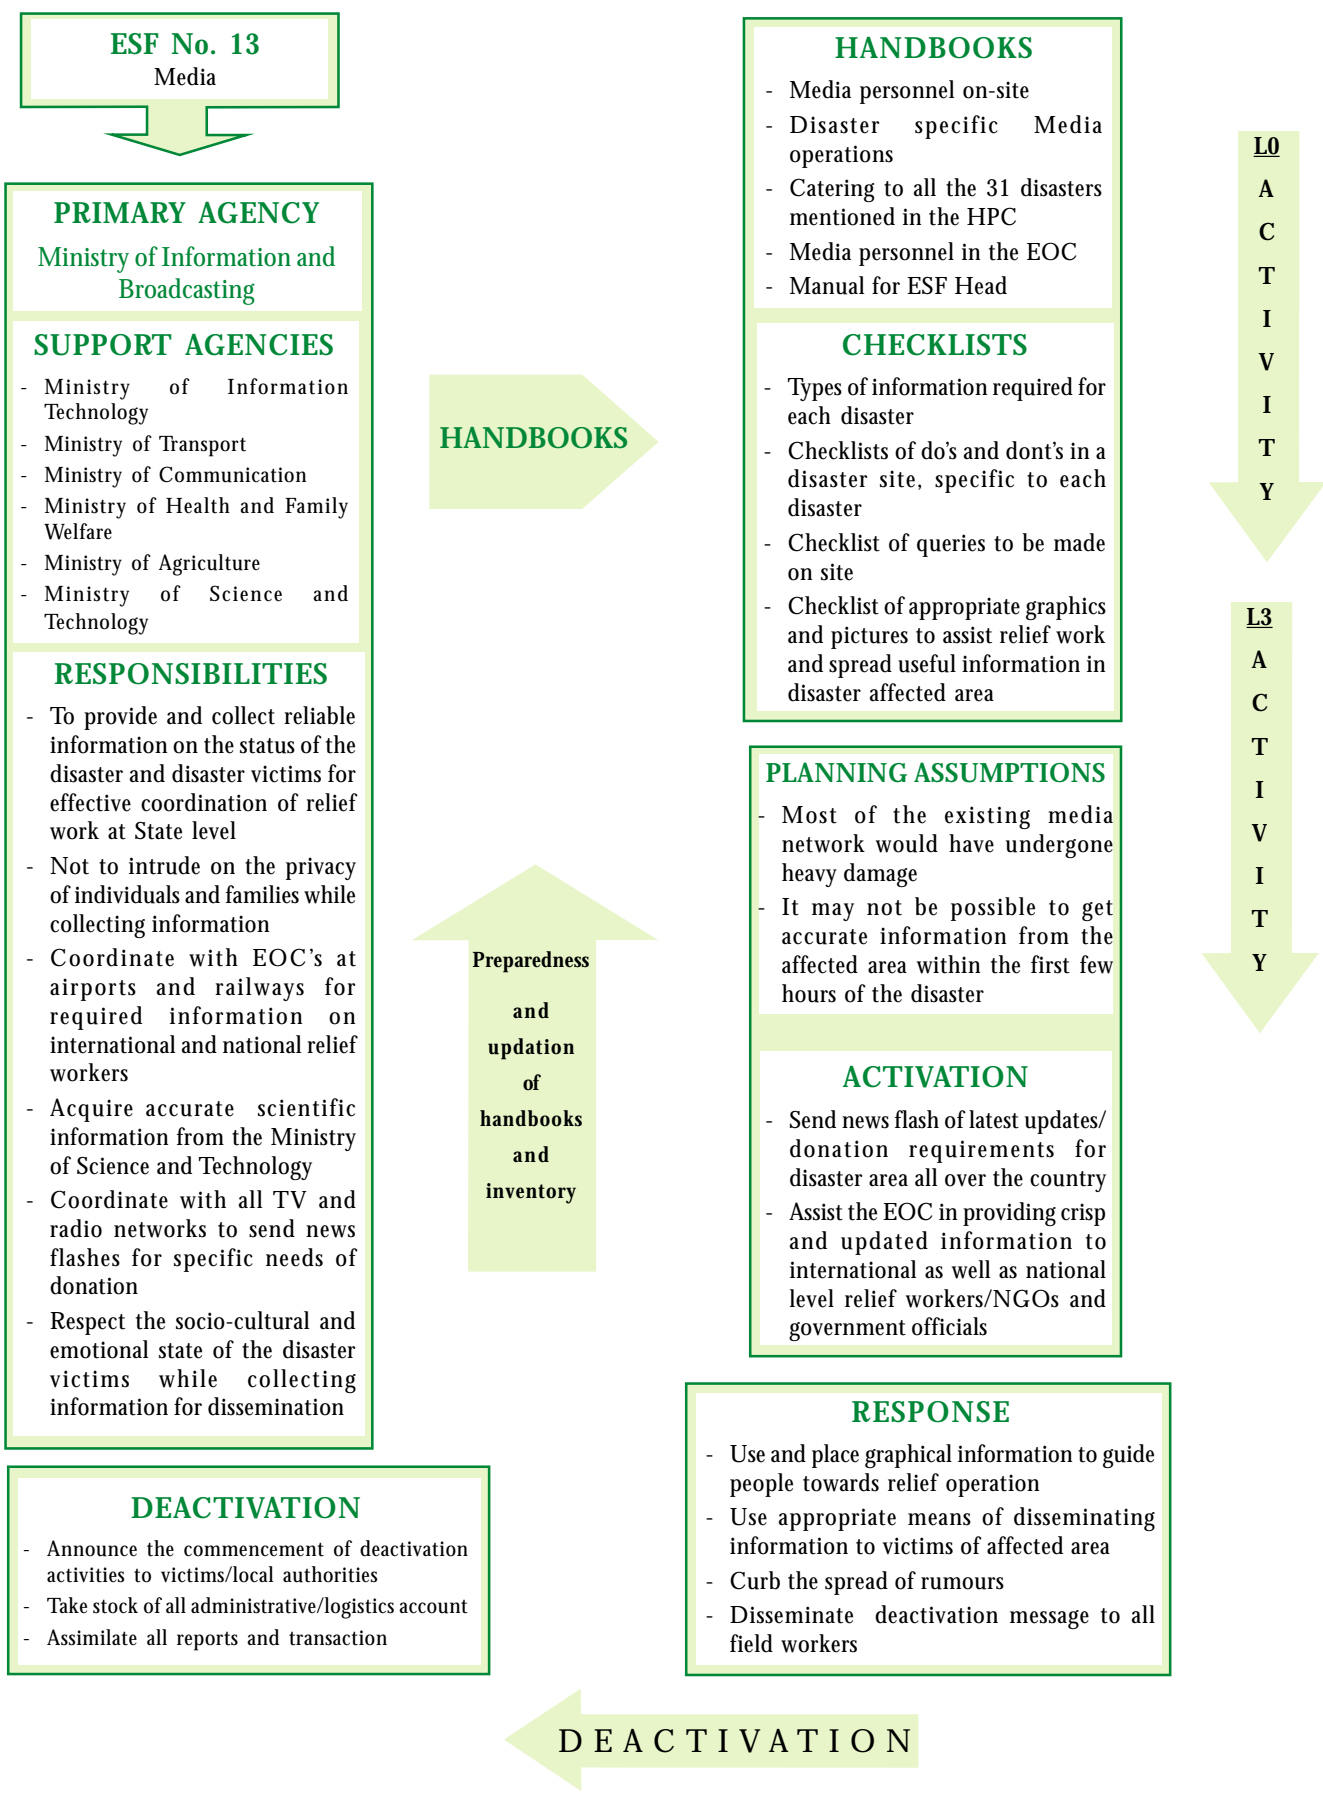 ESF No. 13
Media
PRIMARY AGENCY
Ministry of Information and
Broadcasting
SUPPORT AGENCIES
- Ministry of Information
Technology
- Ministry of Transport
- Ministry of Communication
- Ministry of Health and Family
Welfare
- Ministry of Agriculture
- Ministry of Science and
Technology
RESPONSIBILITIES
- To provide and collect reliable
information on the status of the
disaster and disaster victims for
effective coordination of relief
work at State level
- Not to intrude on the privacy
of individuals and families while
collecting information
- Coordinate with EOC's at
airports and railways for
required information on
international and national relief
workers
- Acquire accurate scientific
information from the Ministry
of Science and Technology
- Coordinate with all TV and
radio networks to send news
flashes for specific needs of
donation
- Respect the socio-cultural and
emotional state of the disaster
victims while collecting
information for dissemination
HANDBOOKS
HANDBOOKS
- Media personnel on-site
- Disaster specific Media
operations
- Catering to all the 31 disasters
mentioned in the HPC
- Media personnel in the EOC
- Manual for ESF Head
CHECKLISTS
- Types of information required for
each disaster
- Checklists of do's and dont's in a
disaster site, specific to each
disaster
- Checklist of queries to be made
on site
- Checklist of appropriate graphics
and pictures to assist relief work
and spread useful information in
disaster affected area
L0
A
C
T
I
V
I
T
Y
PLANNING ASSUMPTIONS
- Most of the existing media
network would have undergone
heavy damage
- It may not be possible to get
accurate information from the
affected area within the first few
hours of the disaster
ACTIVATION
- Send news flash of latest updates/
donation requirements for
disaster area all over the country
- Assist the EOC in providing crisp
and updated information to
international as well as national
level relief workers/NGOs and
government officials
L3
A
C
T
I
V
I
T
Y
Preparedness
and
updation
of
handbooks
and
inventory
RESPONSE
- Use and place graphical information to guide
people towards relief operation
- Use appropriate means of disseminating
information to victims of affected area
- Curb the spread of rumours
- Disseminate deactivation message to all
field workers
DEACTIVATION
DEACTIVATION
- Announce the commencement of deactivation
activities to victims/local authorities
- Take stock of all administrative/logistics account
- Assimilate all reports and transaction